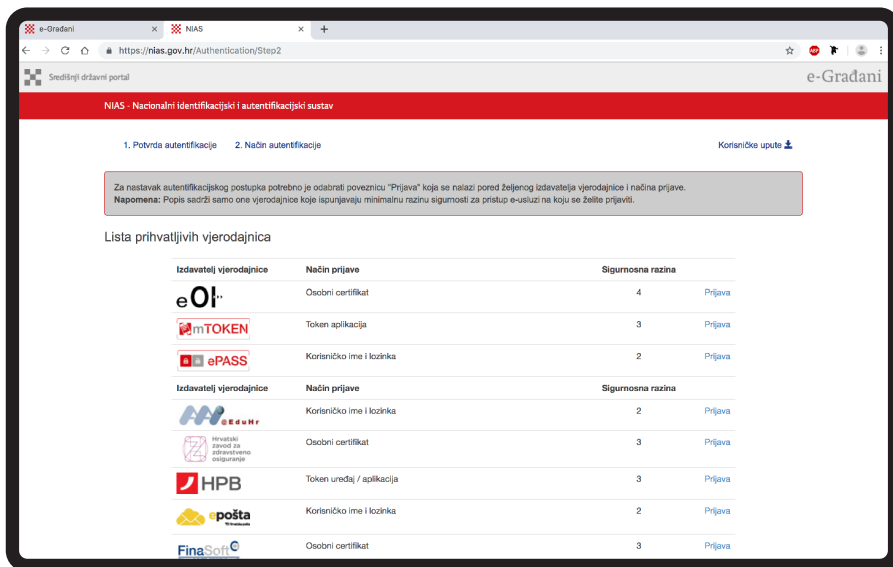 e-Građani
NIAS
https://nias.gov.hr/Authentication/Step2
ABP
Središnji državni portal
e-Građani
NIAS - Nacionalni identifikacijski i autentifikacijski sustav
1. Potvrda autentifikacije 2. Način autentifikacije
Korisničke upute
Za nastavak autentifikacijskog postupka potrebno je odabrati poveznicu "Prijava" koja se nalazi pored željenog izdavatelja vjerodajnice i načina prijave.
Napomena: Popis sadrži samo one vjerodajnice koje ispunjavaju minimalnu razinu sigurnosti za pristup e-usluzi na koju se želite prijaviti.
Lista prihvatljivih vjerodajnica
Izdavatelj vjerodajnice Način prijave Sigurnosna razina
eOI Osobni certifikat 4 Prijava
mTOKEN Token aplikacija 3 Prijava
ePASS Korisničko ime i lozinka 2 Prijava
Izdavatelj vjerodajnice Način prijave Sigurnosna razina
AAI@EduHr Korisničko ime i lozinka 2 Prijava
Hrvatski
zavod za
zdravstveno
osiguranje
Osobni certifikat 3 Prijava
HPB Token uređaj / aplikacija 3 Prijava
epošta Korisničko ime i lozinka 2 Prijava
FinaSoft Osobni certifikat 3 Prijava